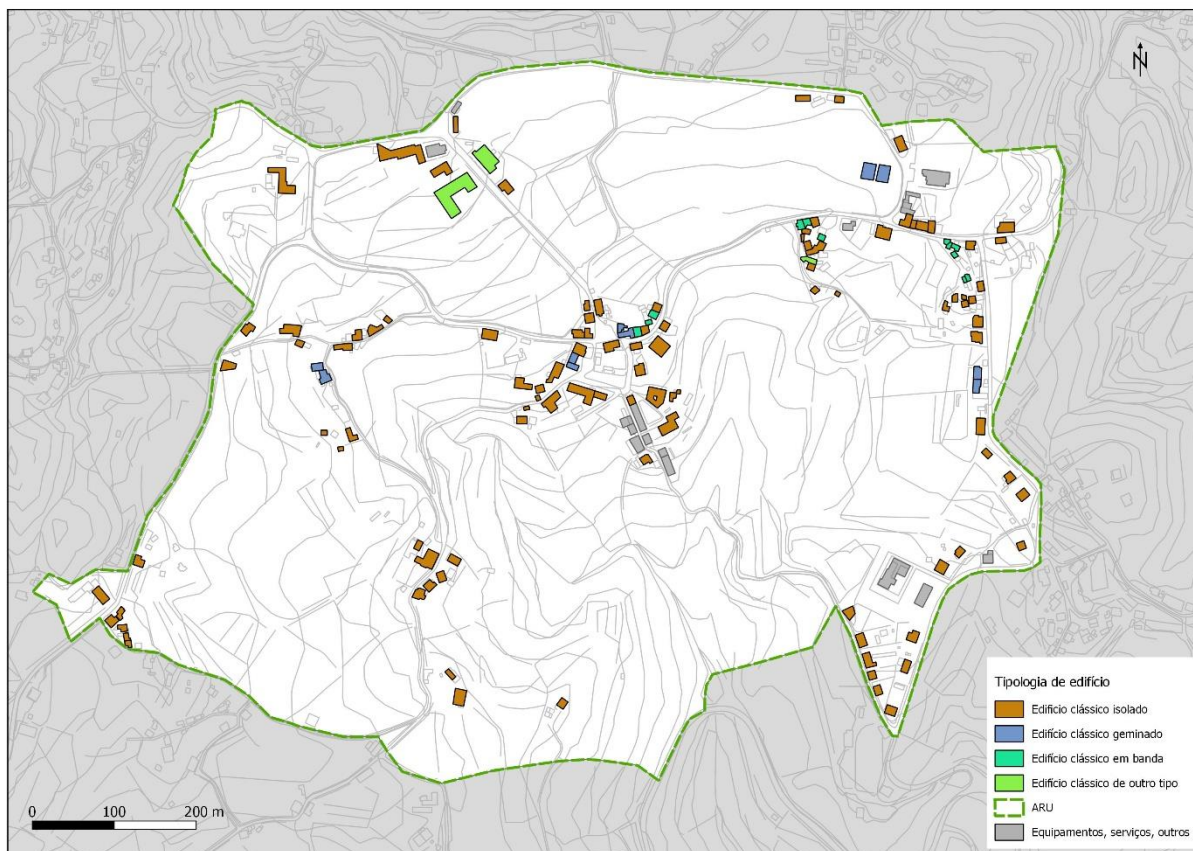 N
Tipologia de edifício
Edifício clássico isolado
Edifício clássico geminado
Edifício clássico em banda
Edifício clássico de outro tipo
ARU
Equipamentos, serviços, outros
0 100 200 m